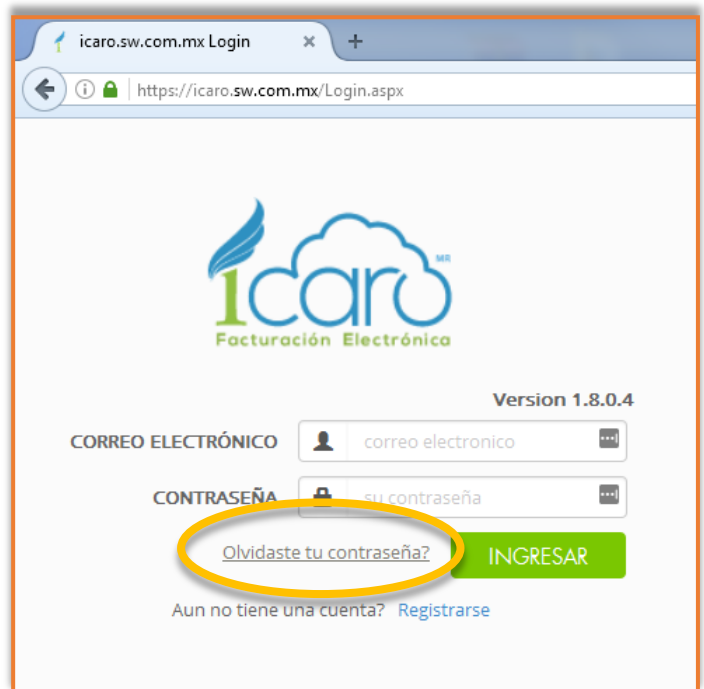 icaro.sw.com.mx Login
https://icaro.sw.com.mx/Login.aspx
icaro MR
Facturación Electrónica
Version 1.8.0.4
CORREO ELECTRÓNICO correo electronico
CONTRASEÑA su contraseña
Olvidaste tu contraseña? INGRESAR
Aun no tiene una cuenta? Registrarse